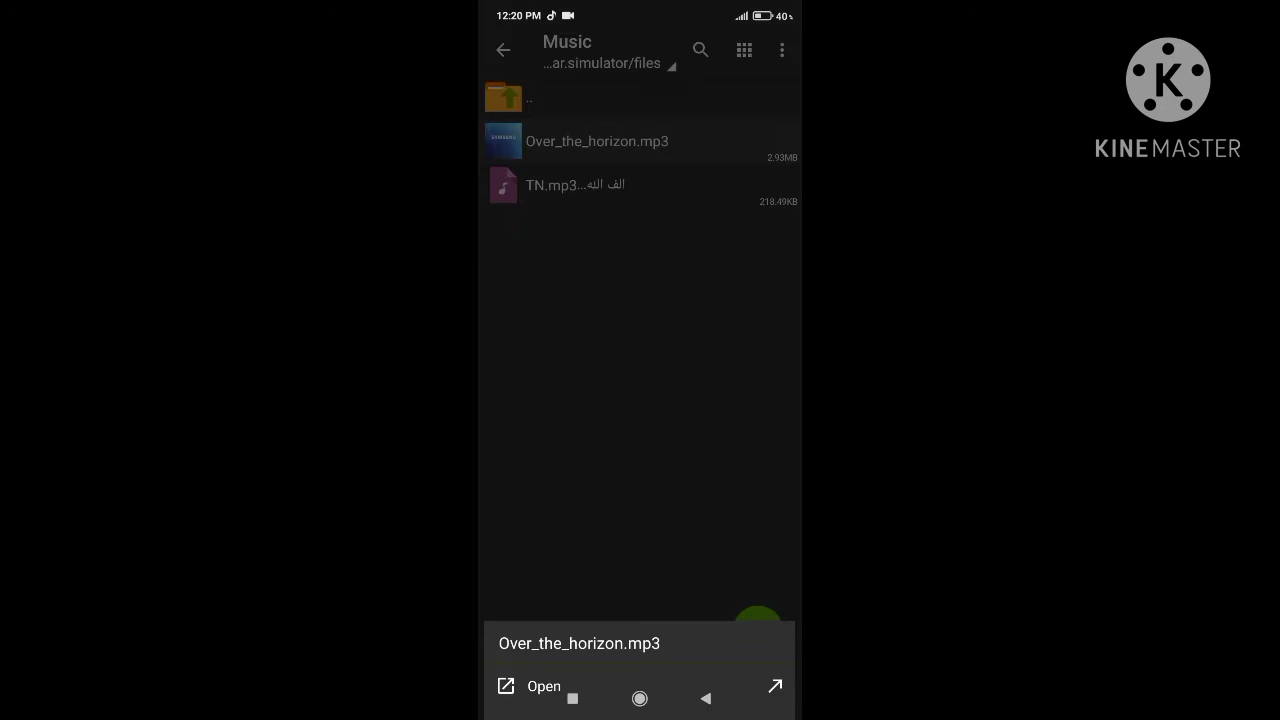 12:20 PM
40%
Music
...ar.simulator/files
..
SAMSUNG
Over_the_horizon.mp3
2.93MB
TN.mp3...الف الله
218.49KB
Over_the_horizon.mp3
Open
K
KINEMASTER